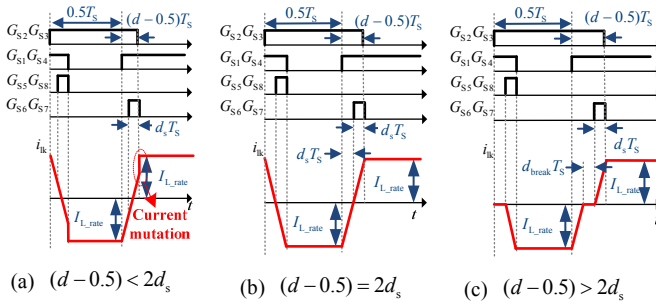 0.5T_S (d−0.5)T_S
G_S2 G_S3
G_S1 G_S4
G_S5 G_S8
G_S6 G_S7
d_s T_S
i_lk
I_L_rate
I_L_rate
t
Current
mutation
(a) (d−0.5) < 2d_s
0.5T_S (d−0.5)T_S
G_S2 G_S3
G_S1 G_S4
G_S5 G_S8
G_S6 G_S7
d_s T_S
i_lk
d_s T_S
I_L_rate
I_L_rate
t
(b) (d−0.5) = 2d_s
0.5T_S (d−0.5)T_S
G_S2 G_S3
G_S1 G_S4
G_S5 G_S8
G_S6 G_S7
d_s T_S
i_lk
d_break T_S
I_L_rate
I_L_rate
t
(c) (d−0.5) > 2d_s